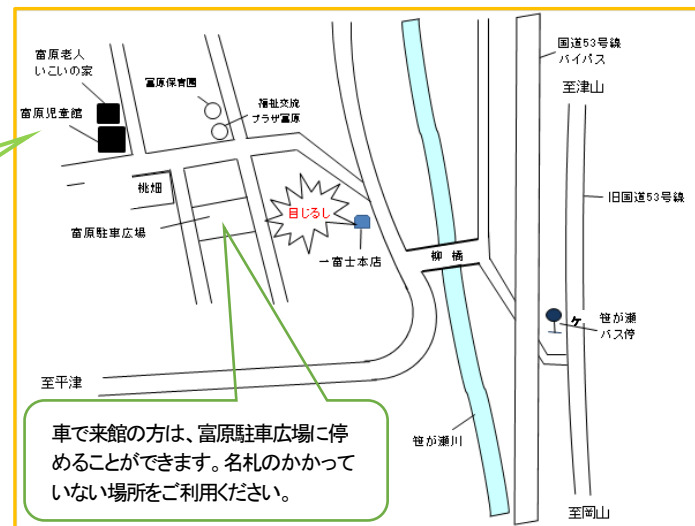 富原老人
いこいの家
富原児童館
富原保育園
福祉交流
プラザ富原
国道53号線
バイパス
至津山
旧国道53号線
桃畑
富原駐車広場
目じるし
一富士本店
柳橋
ケ
笹が瀬
バス停
至平津
笹が瀬川
至岡山
車で来館の方は、富原駐車広場に停
めることができます。名札のかかって
いない場所をご利用ください。